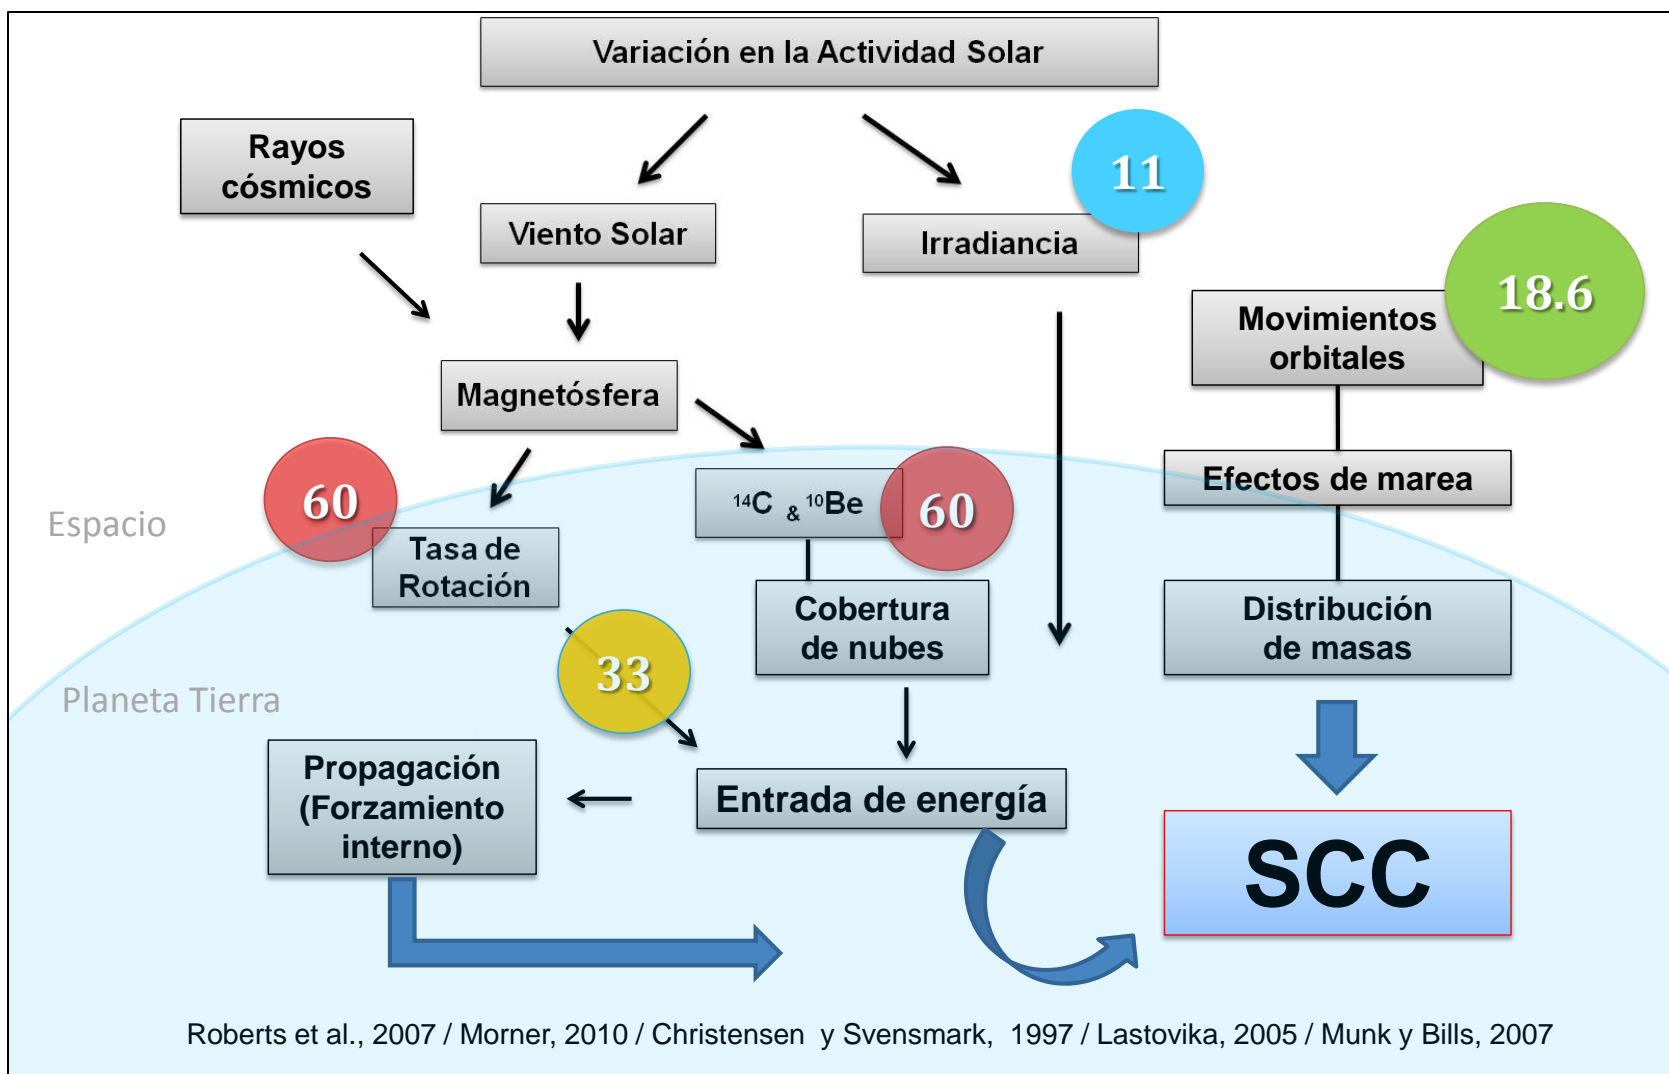 Variación en la Actividad Solar
Rayos
cósmicos
11
Viento Solar
Irradiancia
18.6
Movimientos
orbitales
Magnetósfera
60
Efectos de marea
¹⁴C & ¹⁰Be
60
Espacio
Tasa de
Rotación
Cobertura
de nubes
Distribución
de masas
33
Planeta Tierra
Propagación
(Forzamiento
interno)
Entrada de energía
SCC
Roberts et al., 2007 / Morner, 2010 / Christensen y Svensmark, 1997 / Lastovika, 2005 / Munk y Bills, 2007